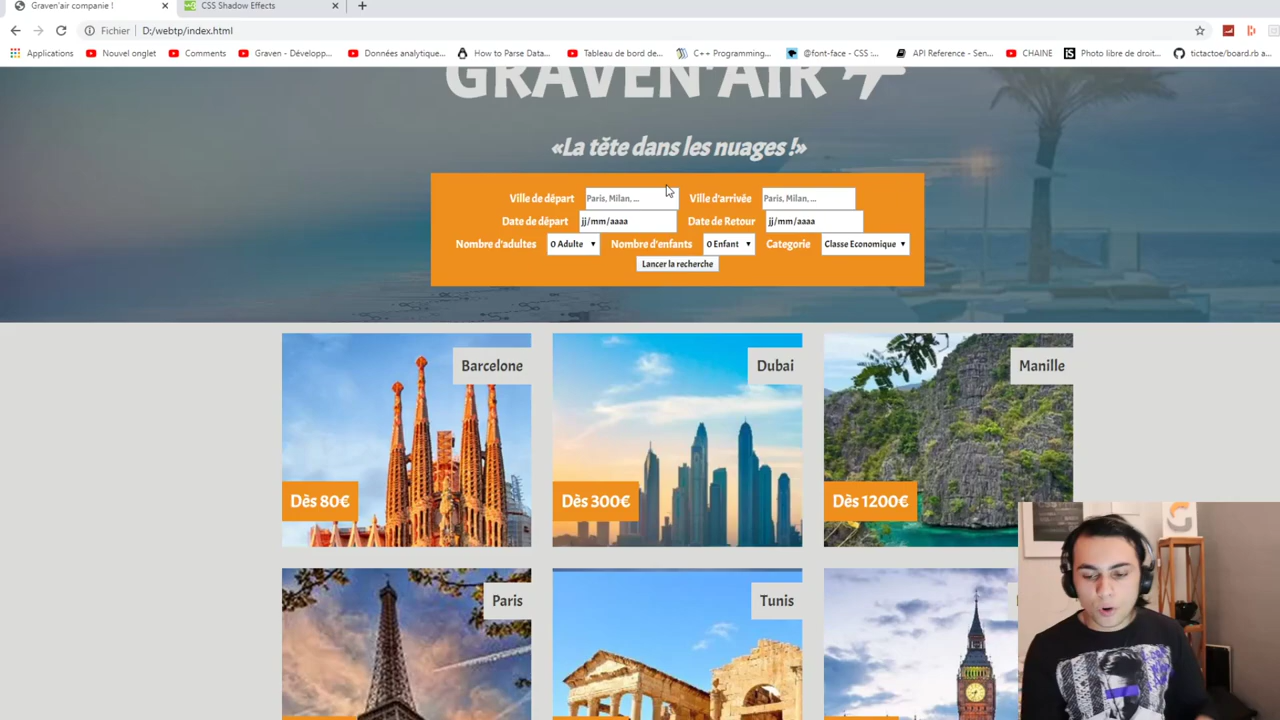 Graven'air companie !
CSS Shadow Effects
Fichier D:/webtp/index.html
Applications Nouvel onglet Comments Graven - Développ... Données analytique... How to Parse Data... Tableau de bord de... C++ Programming... @font-face - CSS :... API Reference - Sen... CHAINE Photo libre de droit... tictactoe/board.rb a...
GRAVEN'AIR
«La tête dans les nuages !»
Ville de départ Paris, Milan, ... Ville d'arrivée Paris, Milan, ...
Date de départ jj/mm/aaaa Date de Retour jj/mm/aaaa
Nombre d'adultes 0 Adulte Nombre d'enfants 0 Enfant Categorie Classe Economique
Lancer la recherche
Barcelone Dubai Manille
Dès 80€ Dès 300€ Dès 1200€
Paris Tunis